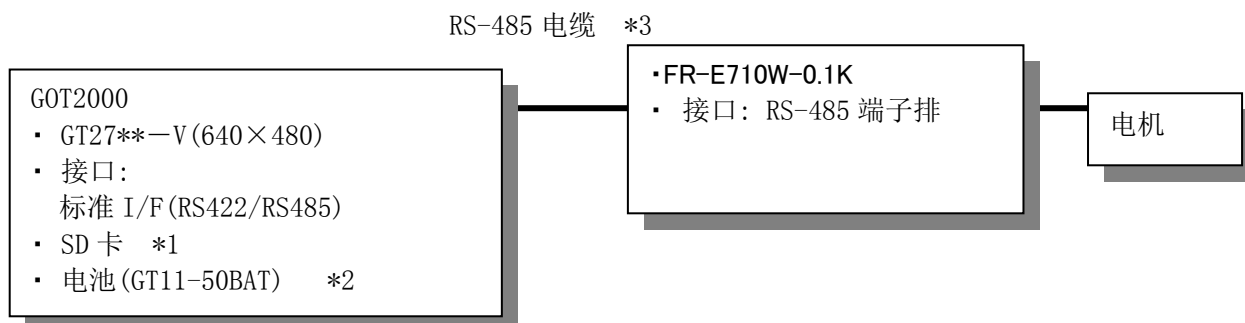 RS-485 电缆 *3
GOT2000
・ GT27**－V(640×480)
・ 接口:
标准 I/F(RS422/RS485)
・ SD 卡 *1
・ 电池(GT11-50BAT) *2
・FR-E710W-0.1K
・ 接口: RS-485 端子排
电机